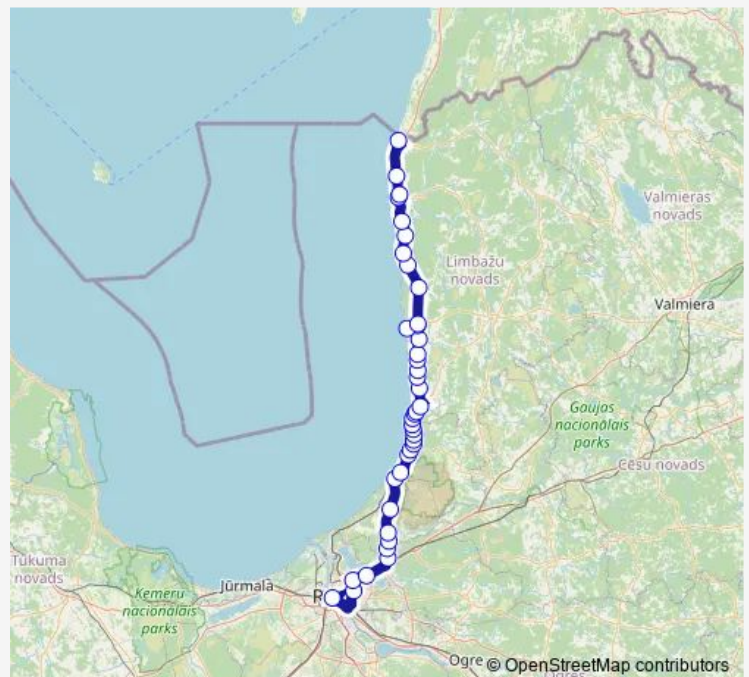 Valmieras
novads
Limbažu
novads
Valmiera
Gaujas
nacionālais
parks
Cēsu novads
Tukuma
novads
Ķemeru
nacionālais
parks
Jūrmala
R
Ogre
© OpenStreetMap contributors
Ogres